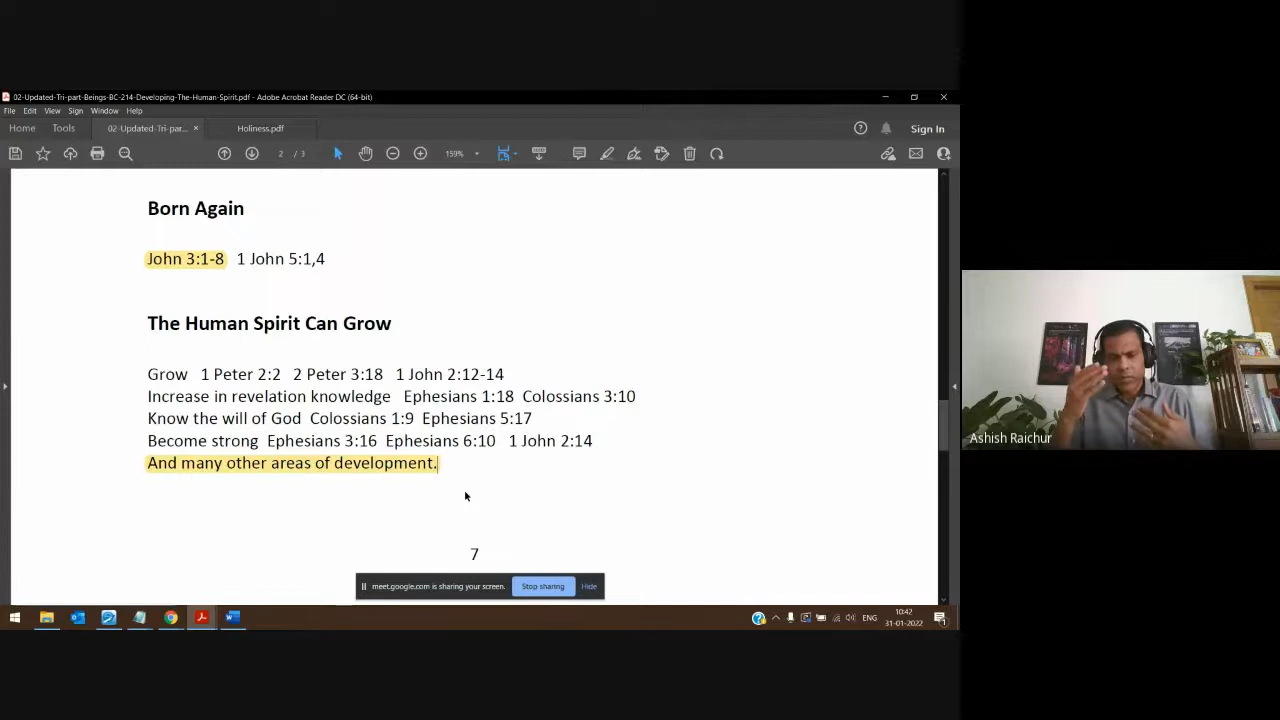 02-Updated-Tri-part-Beings-BC-214-Developing-The-Human-Spirit.pdf - Adobe Acrobat Reader DC (64-bit)
File Edit View Sign Window Help
Home Tools 02-Updated-Tri-par... × Holiness.pdf Sign In
2 / 3 159%
Born Again
John 3:1-8 1 John 5:1,4
The Human Spirit Can Grow
Grow 1 Peter 2:2 2 Peter 3:18 1 John 2:12-14
Increase in revelation knowledge Ephesians 1:18 Colossians 3:10
Know the will of God Colossians 1:9 Ephesians 5:17
Become strong Ephesians 3:16 Ephesians 6:10 1 John 2:14
And many other areas of development.
7
meet.google.com is sharing your screen. Stop sharing Hide
ENG 10:42
31-01-2022
Ashish Raichur